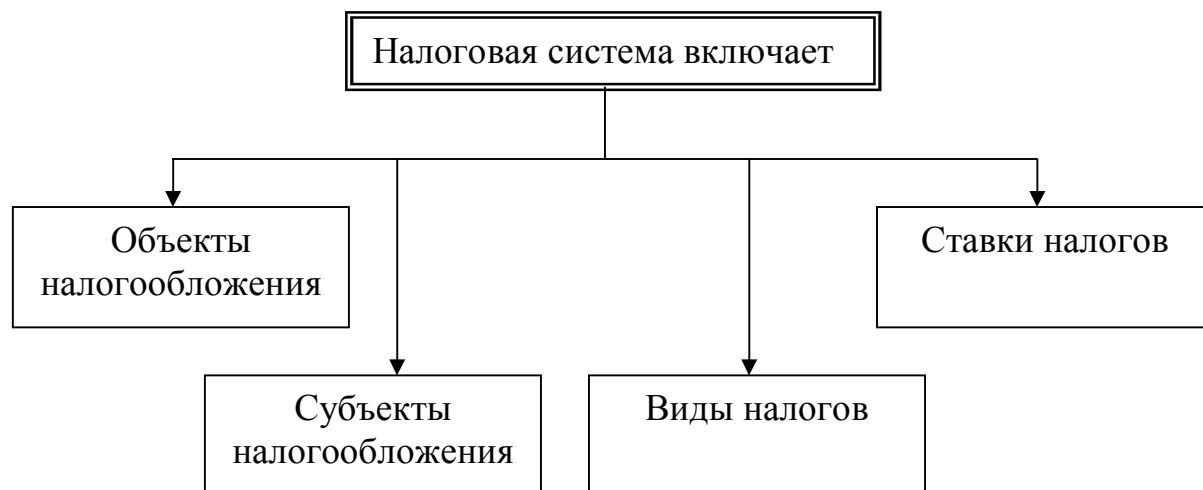 Налоговая система включает
Объекты
налогообложения
Ставки налогов
Субъекты
налогообложения
Виды налогов